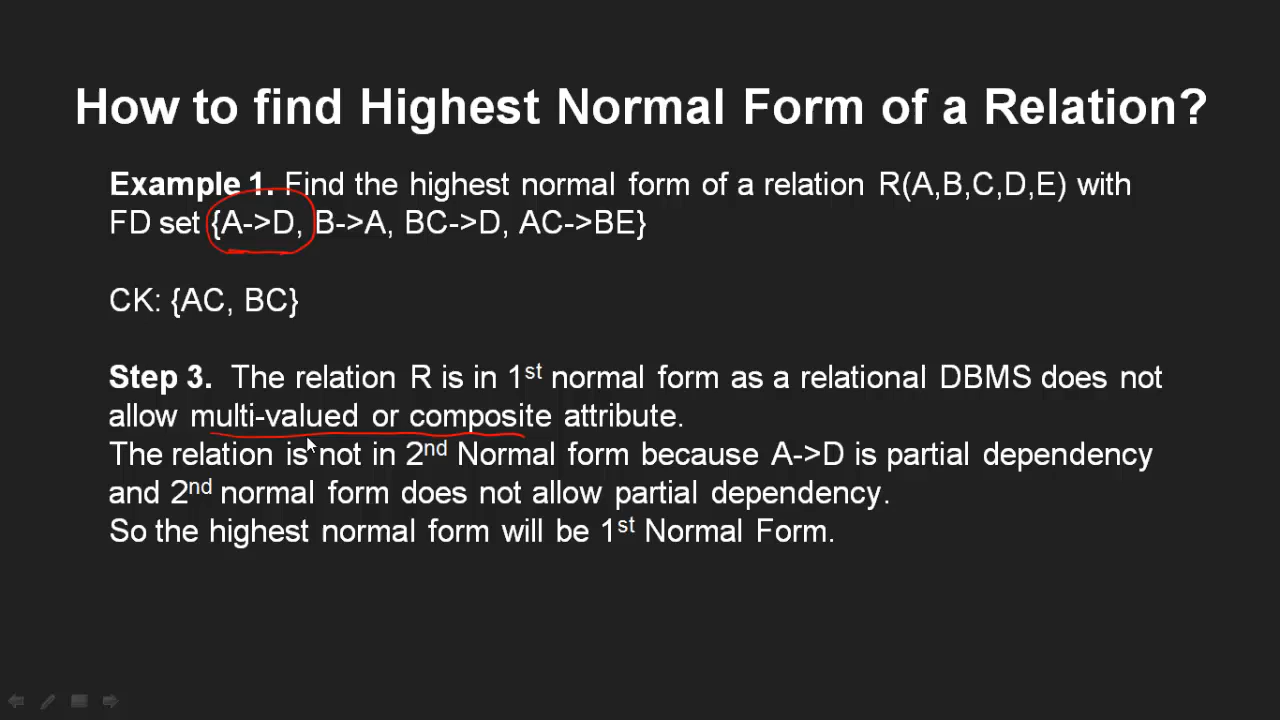 How to find Highest Normal Form of a Relation?
Example 1. Find the highest normal form of a relation R(A,B,C,D,E) with
FD set {A->D, B->A, BC->D, AC->BE}
CK: {AC, BC}
Step 3. The relation R is in 1st normal form as a relational DBMS does not
allow multi-valued or composite attribute.
The relation is not in 2nd Normal form because A->D is partial dependency
and 2nd normal form does not allow partial dependency.
So the highest normal form will be 1st Normal Form.